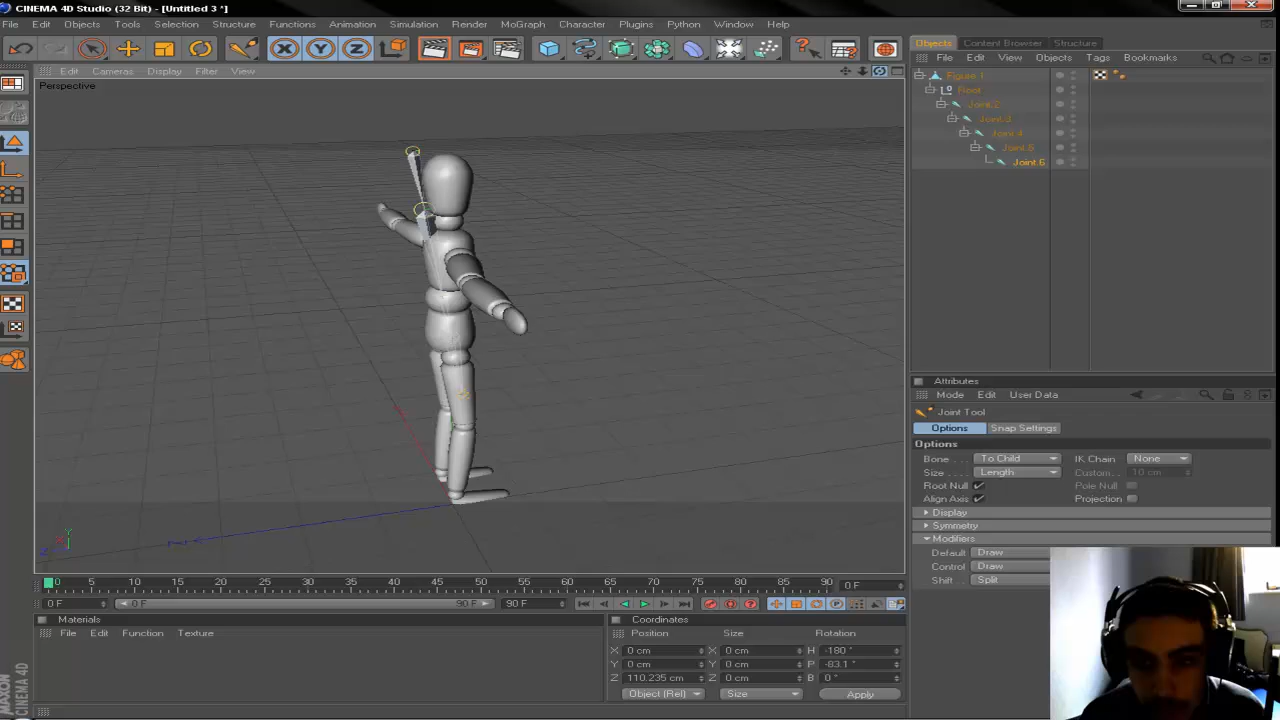 CINEMA 4D Studio (32 Bit) - [Untitled 3 *]
File Edit Objects Tools Selection Structure Functions Animation Simulation Render MoGraph Character Plugins Python Window Help
Objects Content Browser Structure
File Edit View Objects Tags Bookmarks
Edit Cameras Display Filter View
Perspective
Figure.1
Root
Joint.2
Joint.3
Joint.4
Joint.5
Joint.6
Attributes
Mode Edit User Data
Joint Tool
Options Snap Settings
Options
Bone To Child IK Chain None
Size Length Custom 10 cm
Root Null Pole Null
Align Axis Projection
Display
Symmetry
Modifiers
Default Draw
Control Draw
Shift Split
0 5 10 15 20 25 30 35 40 45 50 55 60 65 70 75 80 85 90 0 F
0 F 0 F 90 F 90 F
Materials
File Edit Function Texture
Coordinates
Position Size Rotation
X 0 cm X 0 cm H -180 °
Y 0 cm Y 0 cm P -83.1 °
Z 110.235 cm Z 0 cm B 0 °
Object (Rel) Size Apply
MAXON CINEMA 4D